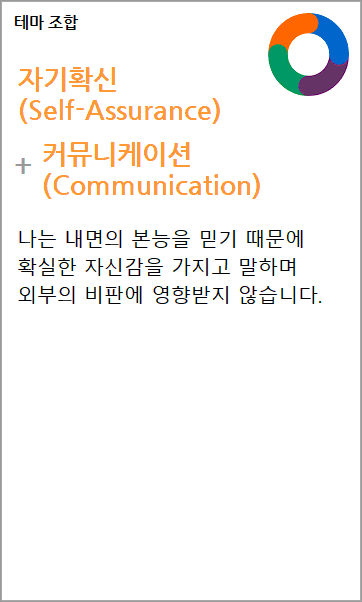 테마 조합
자기확신
(Self-Assurance)
+ 커뮤니케이션
(Communication)
나는 내면의 본능을 믿기 때문에
확실한 자신감을 가지고 말하며
외부의 비판에 영향받지 않습니다.